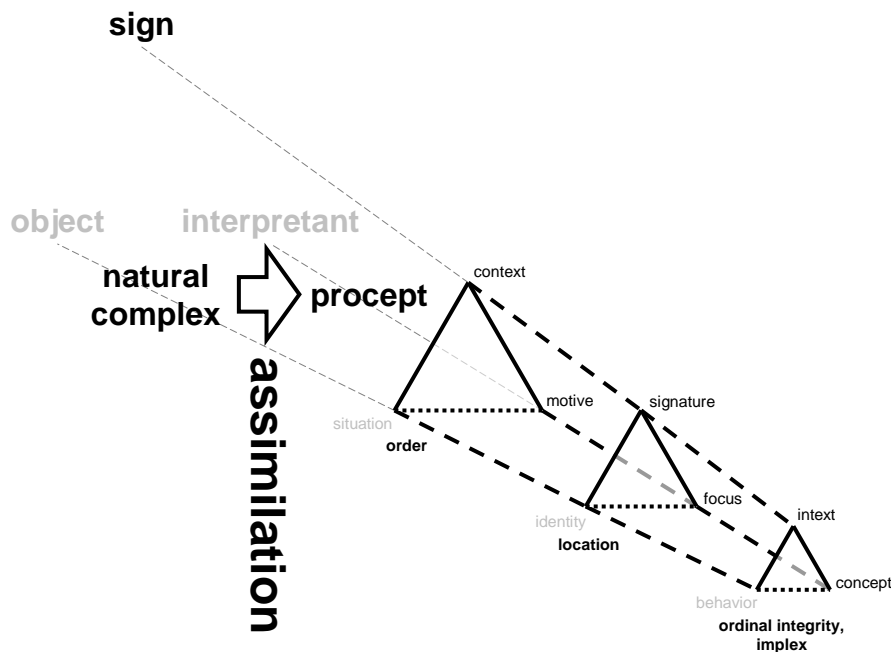 sign
object
interpretant
natural
complex
procept
assimilation
context
situation
motive
order
signature
identity
focus
location
intext
behavior
concept
ordinal integrity,
implex